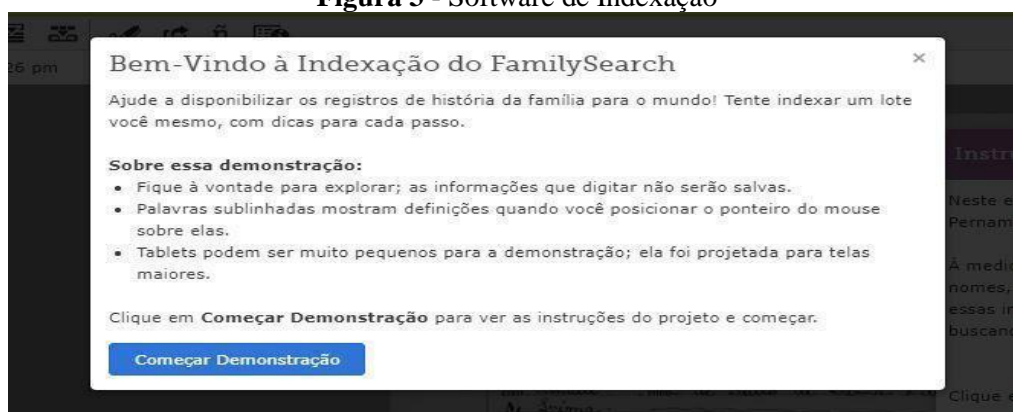 Figura 5 - Software de Indexação
26 pm
Bem-Vindo à Indexação do FamilySearch
×
Ajude a disponibilizar os registros de história da família para o mundo! Tente indexar um lote
você mesmo, com dicas para cada passo.
Sobre essa demonstração:
• Fique à vontade para explorar; as informações que digitar não serão salvas.
• Palavras sublinhadas mostram definições quando você posicionar o ponteiro do mouse
sobre elas.
• Tablets podem ser muito pequenos para a demonstração; ela foi projetada para telas
maiores.
Clique em Começar Demonstração para ver as instruções do projeto e começar.
Começar Demonstração
Instru
Neste e
Pernam
À medi
nomes,
essas in
buscan
Clique e